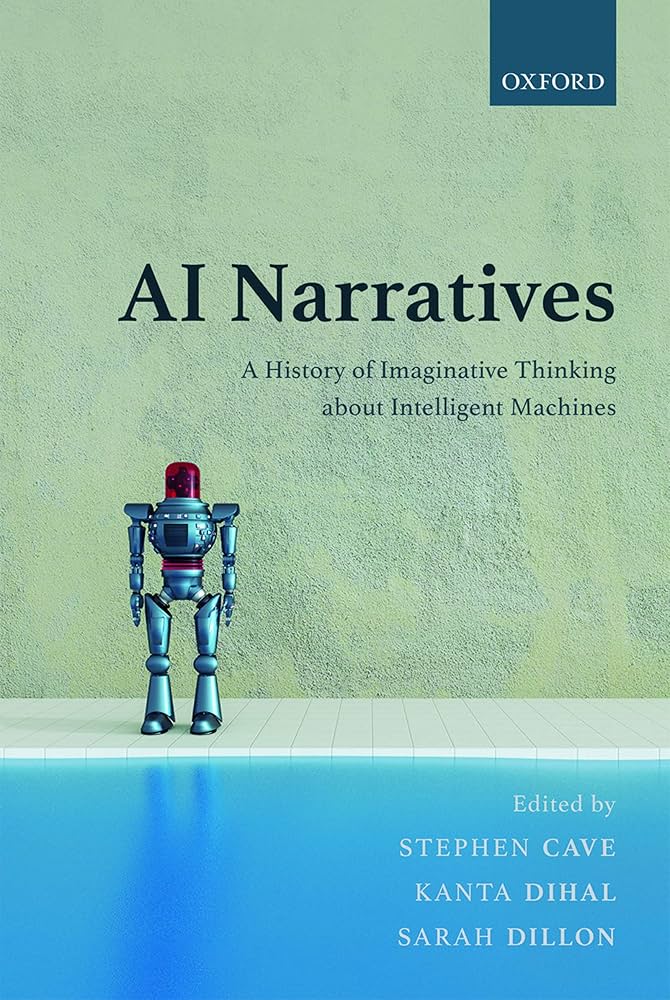 OXFORD
AI Narratives
A History of Imaginative Thinking
about Intelligent Machines
Edited by
STEPHEN CAVE
KANTA DIHAL
SARAH DILLON